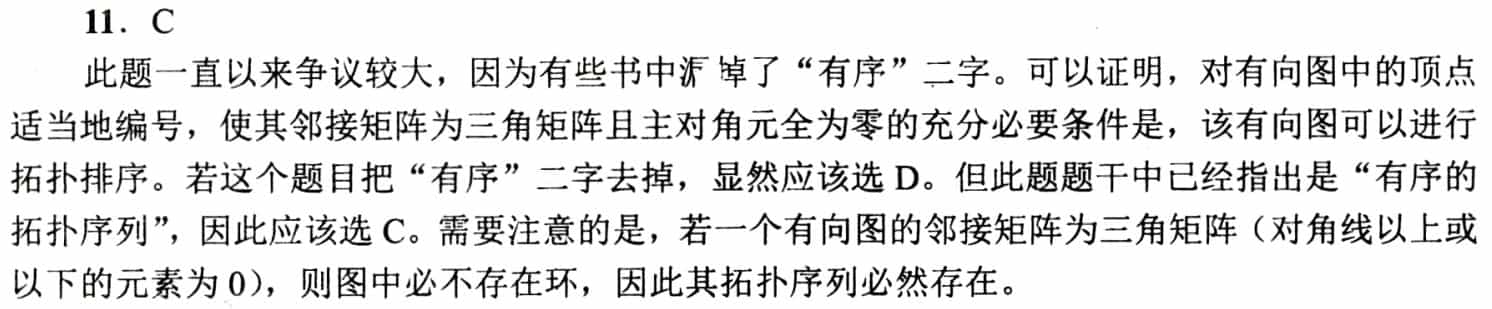 11. C
此题一直以来争议较大，因为有些书中漏掉了“有序”二字。可以证明，对有向图中的顶点
适当地编号，使其邻接矩阵为三角矩阵且主对角元全为零的充分必要条件是，该有向图可以进行
拓扑排序。若这个题目把“有序”二字去掉，显然应该选 D。但此题题干中已经指出是“有序的
拓扑序列”，因此应该选 C。需要注意的是，若一个有向图的邻接矩阵为三角矩阵（对角线以上或
以下的元素为 0），则图中必不存在环，因此其拓扑序列必然存在。